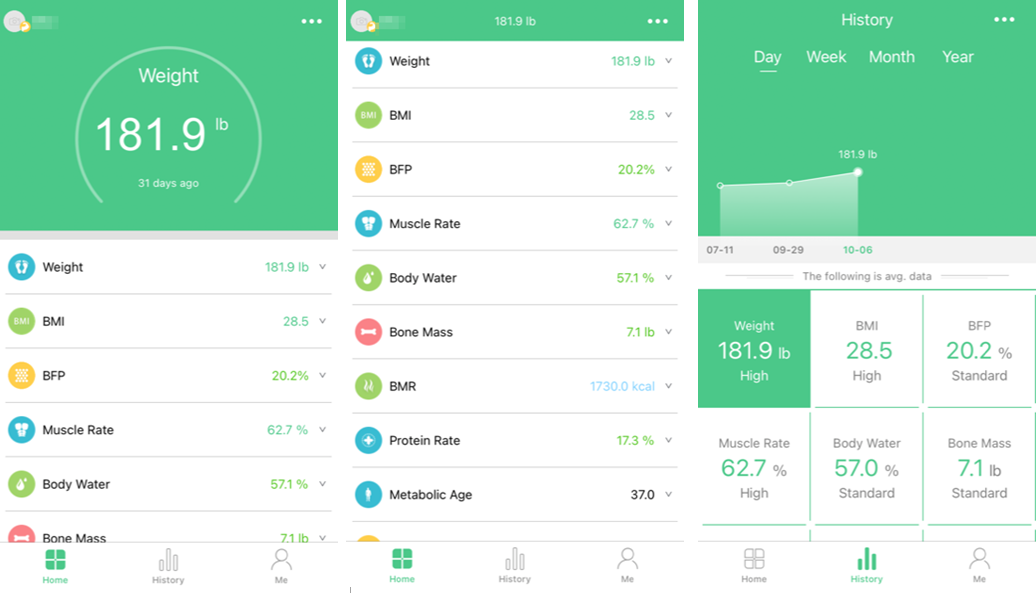 Weight
181.9 lb
31 days ago
Weight 181.9 lb
BMI BMI 28.5
BFP 20.2%
Muscle Rate 62.7 %
Body Water 57.1 %
Bone Mass 7.1 lb
Home History Me
181.9 lb
Weight 181.9 lb
BMI BMI 28.5
BFP 20.2%
Muscle Rate 62.7 %
Body Water 57.1 %
Bone Mass 7.1 lb
BMR 1730.0 kcal
Protein Rate 17.3 %
Metabolic Age 37.0
Home History Me
History
Day Week Month Year
181.9 lb
07-11 09-29 10-06
The following is avg. data
Weight BMI BFP
181.9 lb 28.5 20.2 %
High High Standard
Muscle Rate Body Water Bone Mass
62.7 % 57.0 % 7.1 lb
High Standard Standard
Home History Me